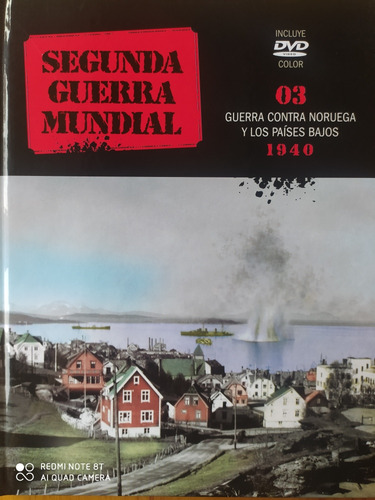 SEGUNDA
GUERRA
MUNDIAL
INCLUYE
DVD
VIDEO
COLOR
03
GUERRA CONTRA NORUEGA
Y LOS PAÍSES BAJOS
1940
REDMI NOTE 8T
AI QUAD CAMERA